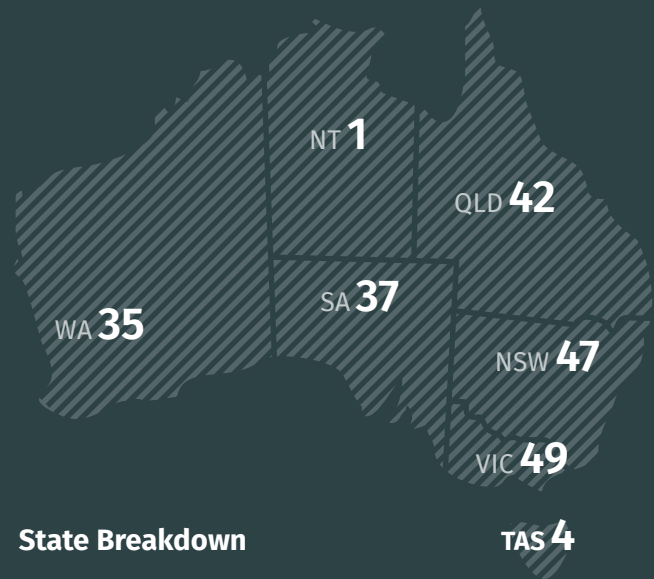 NT 1
QLD 42
SA 37
WA 35
NSW 47
VIC 49
State Breakdown
TAS 4